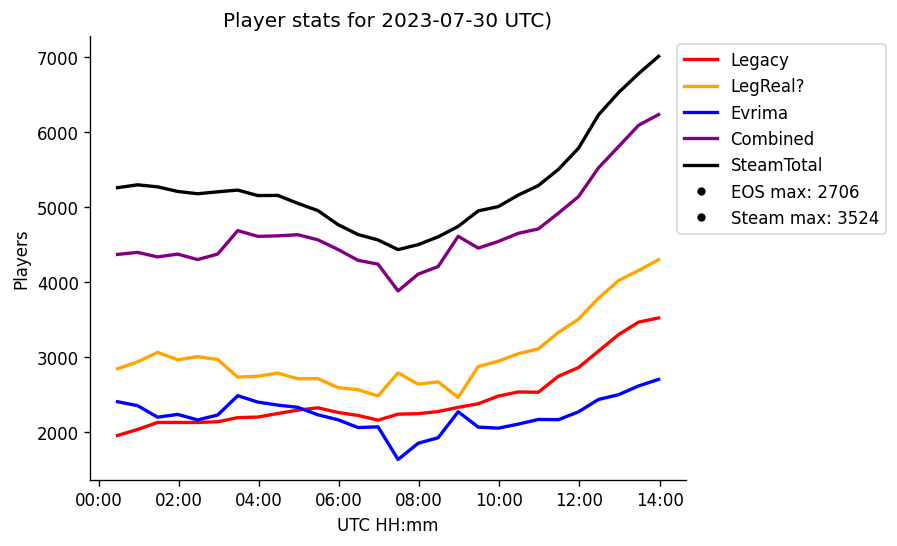 Player stats for 2023-07-30 UTC)
7000
6000
5000
4000
3000
2000
Players
00:00 02:00 04:00 06:00 08:00 10:00 12:00 14:00
UTC HH:mm
Legacy
LegReal?
Evrima
Combined
SteamTotal
EOS max: 2706
Steam max: 3524